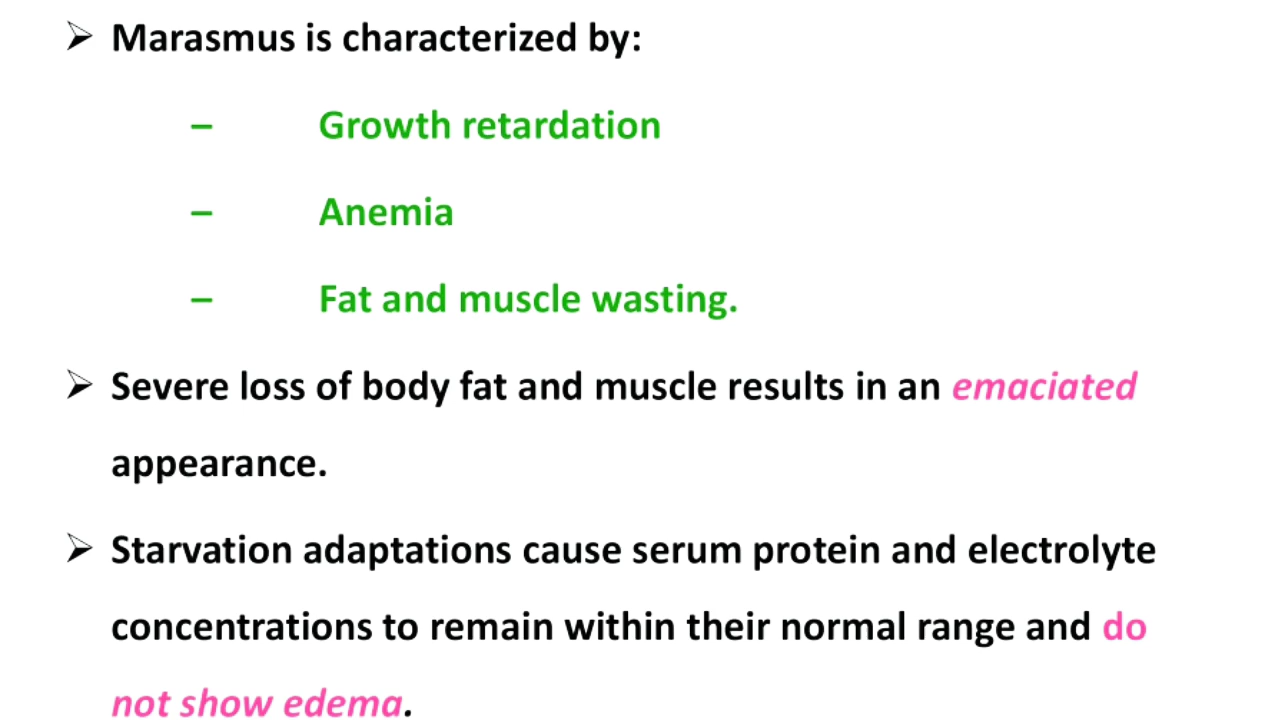 ➢ Marasmus is characterized by:
– Growth retardation
– Anemia
– Fat and muscle wasting.
➢ Severe loss of body fat and muscle results in an emaciated
appearance.
➢ Starvation adaptations cause serum protein and electrolyte
concentrations to remain within their normal range and do
not show edema.